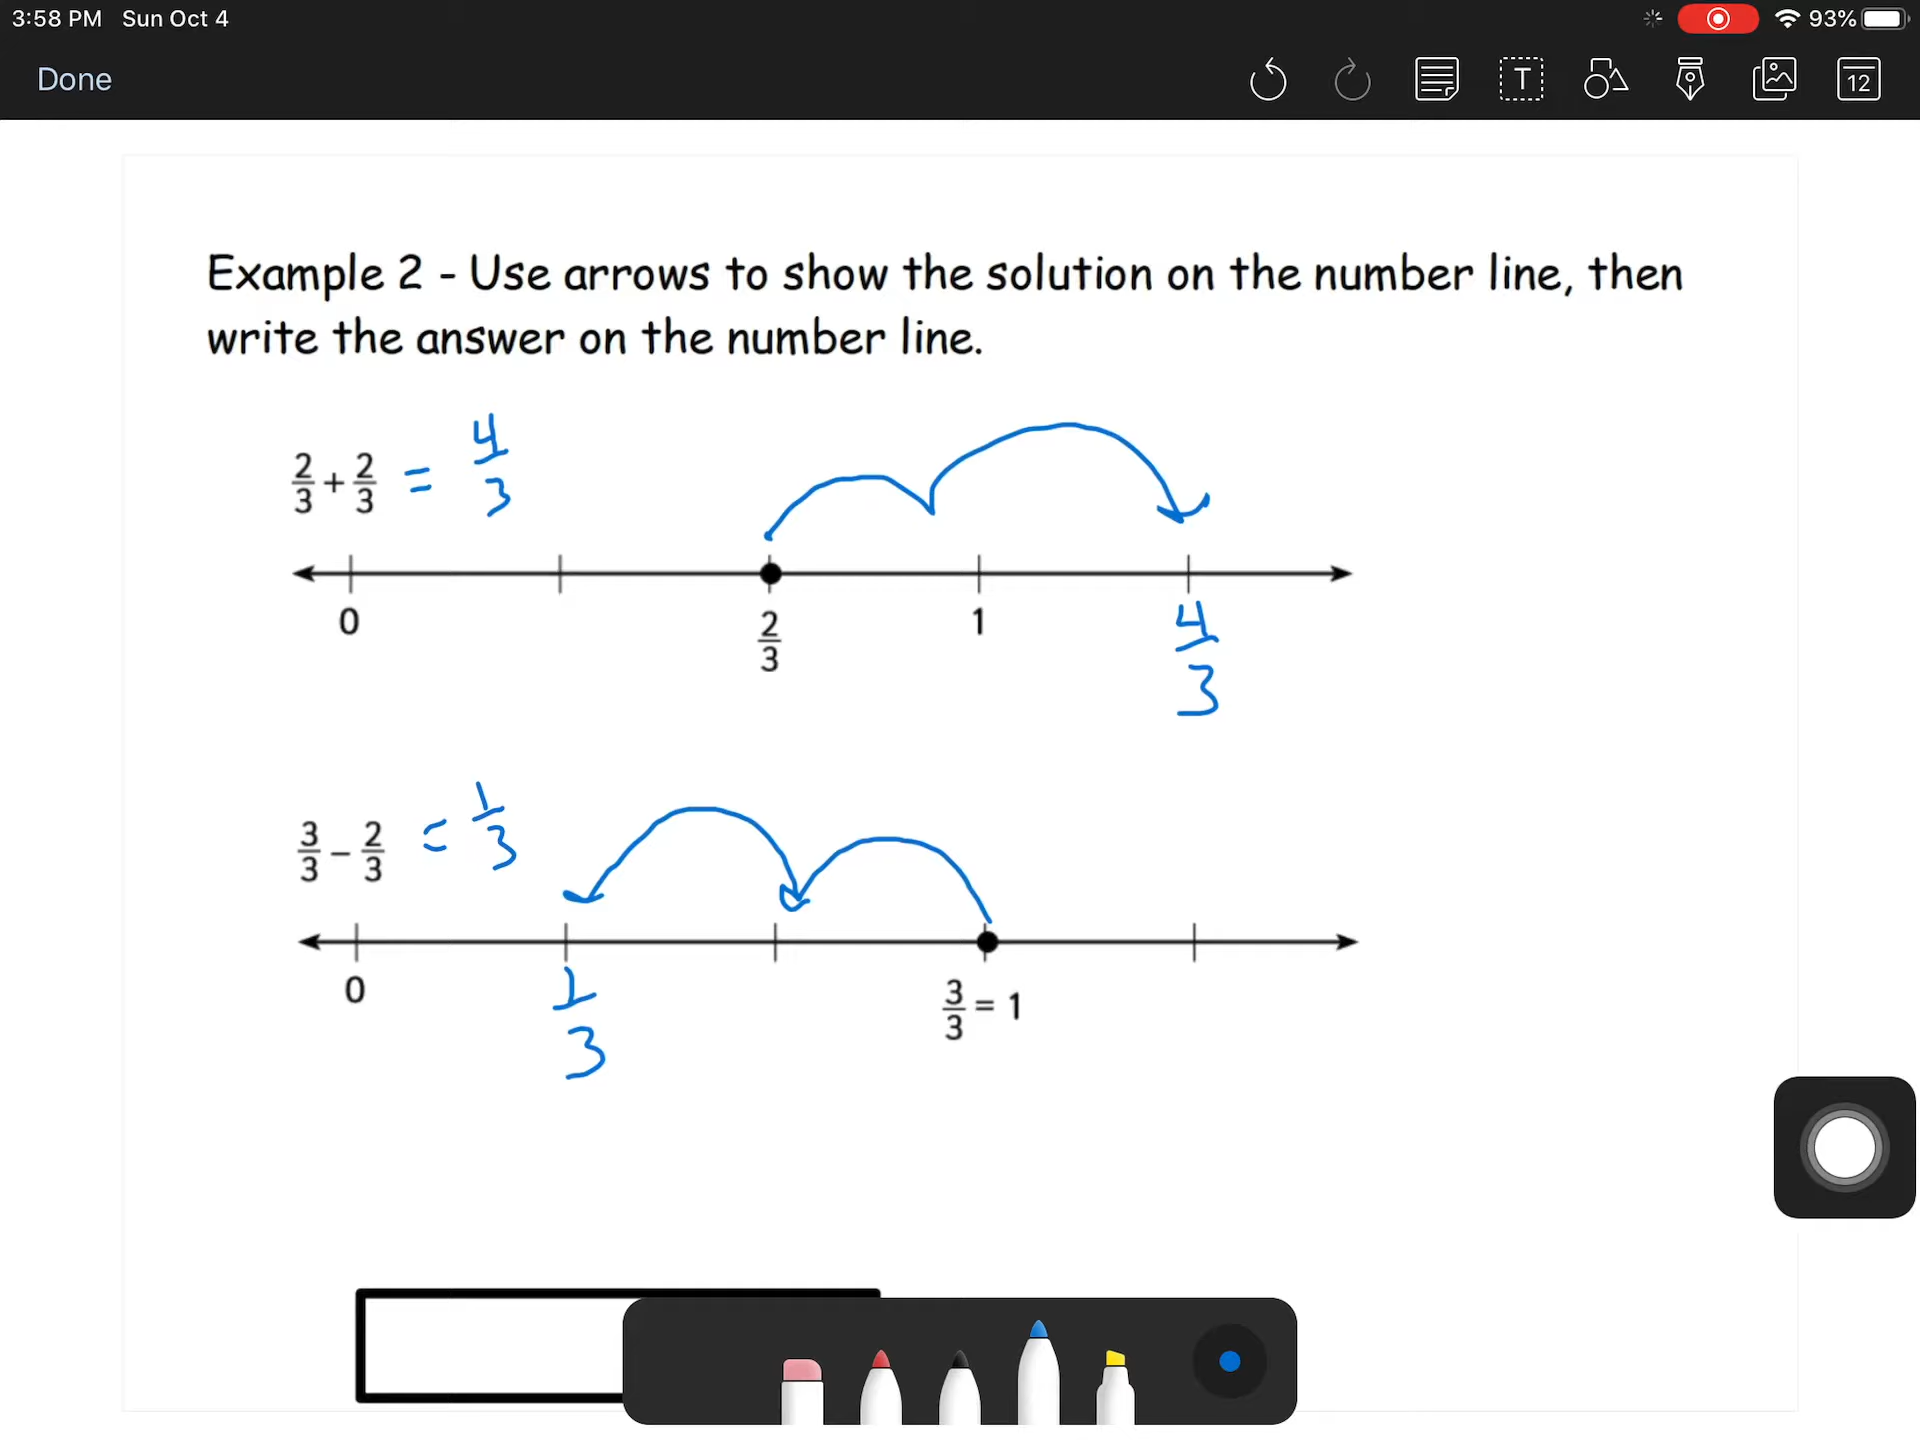 3:58 PM Sun Oct 4 93%
Done T 12
Example 2 - Use arrows to show the solution on the number line, then
write the answer on the number line.
2/3 + 2/3 = 4/3
0 2/3 1 4/3
3/3 − 2/3 = 1/3
0 1/3 3/3 = 1